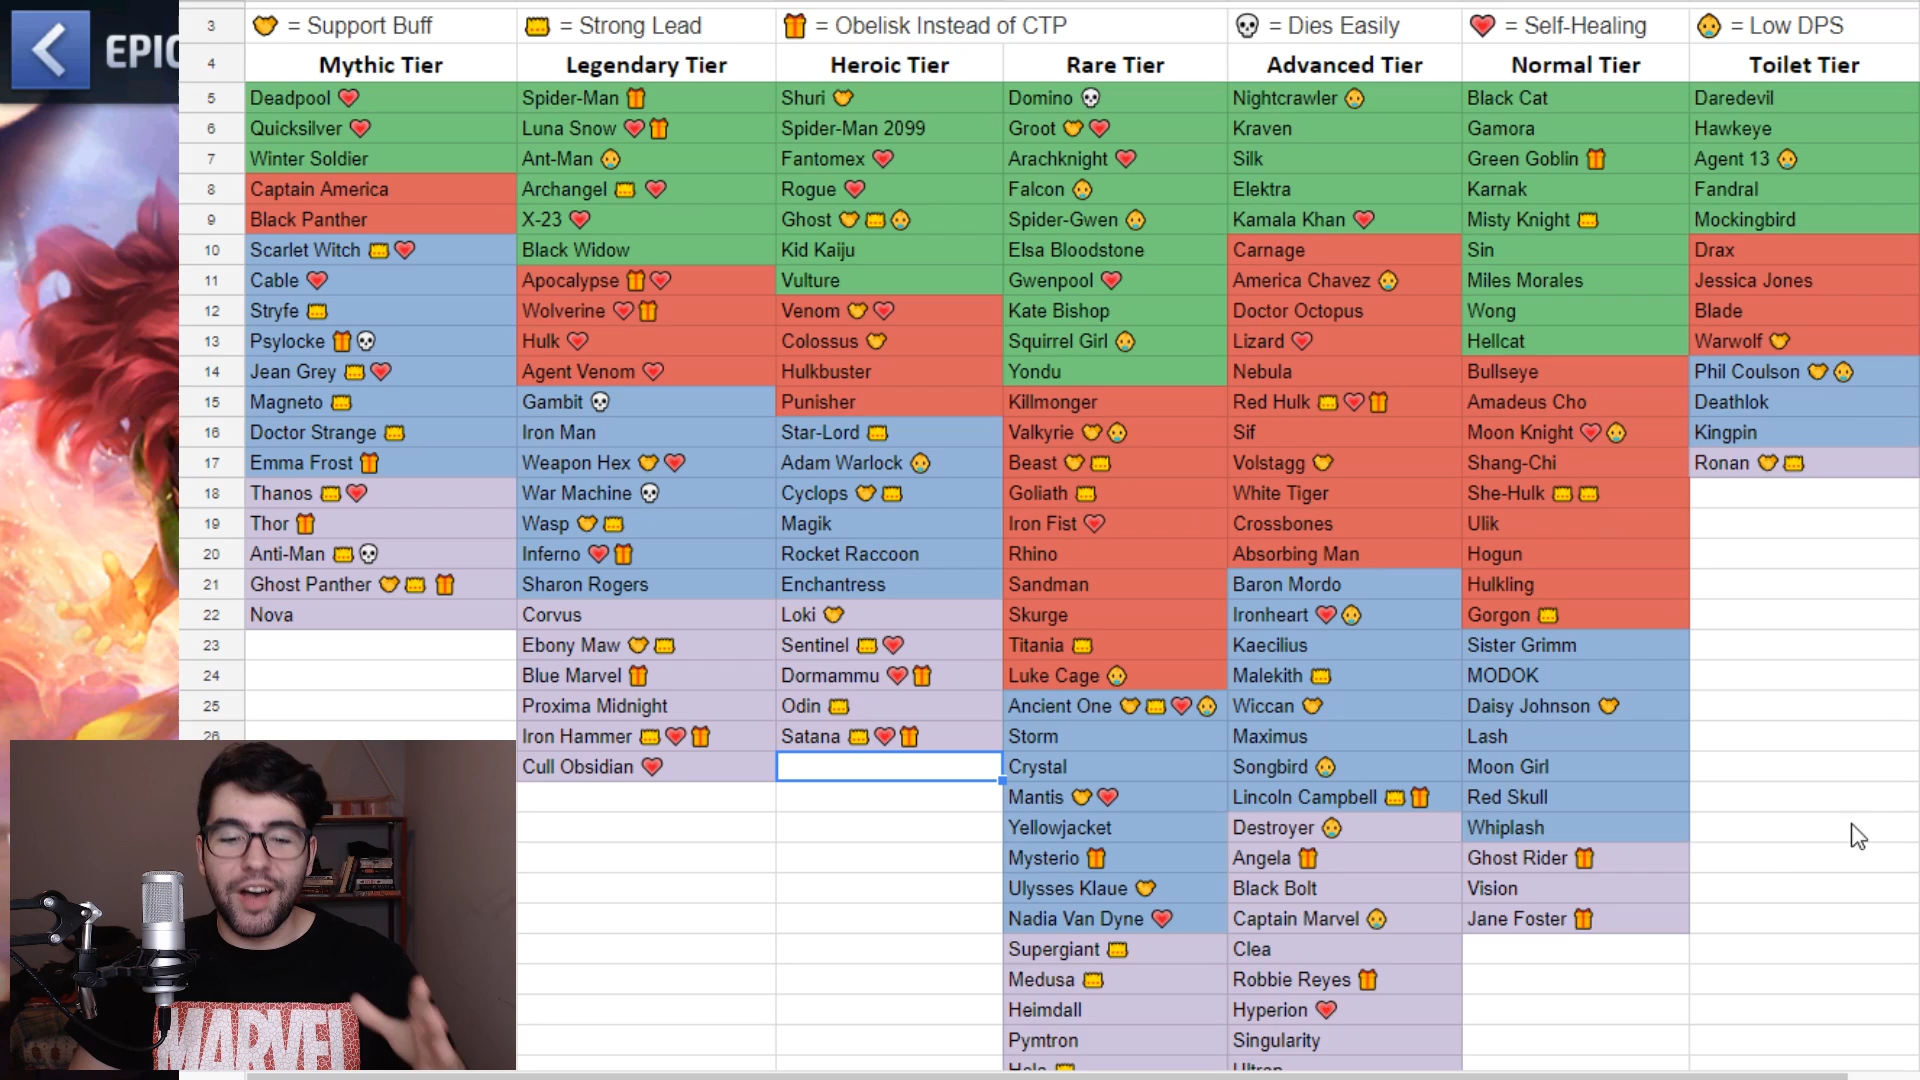 EPIC
3 = Support Buff = Strong Lead = Obelisk Instead of CTP = Dies Easily = Self-Healing = Low DPS
4 Mythic Tier Legendary Tier Heroic Tier Rare Tier Advanced Tier Normal Tier Toilet Tier
5 Deadpool Spider-Man Shuri Domino Nightcrawler Black Cat Daredevil
6 Quicksilver Luna Snow Spider-Man 2099 Groot Kraven Gamora Hawkeye
7 Winter Soldier Ant-Man Fantomex Arachknight Silk Green Goblin Agent 13
8 Captain America Archangel Rogue Falcon Elektra Karnak Fandral
9 Black Panther X-23 Ghost Spider-Gwen Kamala Khan Misty Knight Mockingbird
10 Scarlet Witch Black Widow Kid Kaiju Elsa Bloodstone Carnage Sin Drax
11 Cable Apocalypse Vulture Gwenpool America Chavez Miles Morales Jessica Jones
12 Stryfe Wolverine Venom Kate Bishop Doctor Octopus Wong Blade
13 Psylocke Hulk Colossus Squirrel Girl Lizard Hellcat Warwolf
14 Jean Grey Agent Venom Hulkbuster Yondu Nebula Bullseye Phil Coulson
15 Magneto Gambit Punisher Killmonger Red Hulk Amadeus Cho Deathlok
16 Doctor Strange Iron Man Star-Lord Valkyrie Sif Moon Knight Kingpin
17 Emma Frost Weapon Hex Adam Warlock Beast Volstagg Shang-Chi Ronan
18 Thanos War Machine Cyclops Goliath White Tiger She-Hulk
19 Thor Wasp Magik Iron Fist Crossbones Ulik
20 Anti-Man Inferno Rocket Raccoon Rhino Absorbing Man Hogun
21 Ghost Panther Sharon Rogers Enchantress Sandman Baron Mordo Hulkling
22 Nova Corvus Loki Skurge Ironheart Gorgon
23 Ebony Maw Sentinel Titania Kaecilius Sister Grimm
24 Blue Marvel Dormammu Luke Cage Malekith MODOK
25 Proxima Midnight Odin Ancient One Wiccan Daisy Johnson
26 Iron Hammer Satana Storm Maximus Lash
Cull Obsidian Crystal Songbird Moon Girl
Mantis Lincoln Campbell Red Skull
Yellowjacket Destroyer Whiplash
Mysterio Angela Ghost Rider
Ulysses Klaue Black Bolt Vision
Nadia Van Dyne Captain Marvel Jane Foster
Supergiant Clea
Medusa Robbie Reyes
Heimdall Hyperion
Pymtron Singularity
Hela Ultron
MARVEL